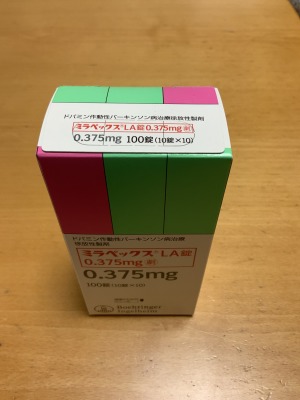 ドパミン作動性パーキンソン病治療徐放性製剤
ミラペックス®LA錠0.375mg
0.375mg 100錠(10錠×10)
ドパミン作動性パーキンソン病治療
徐放性製剤
ミラペックス®LA錠
0.375mg
0.375mg
100錠(10錠×10)
Boehringer
Ingelheim